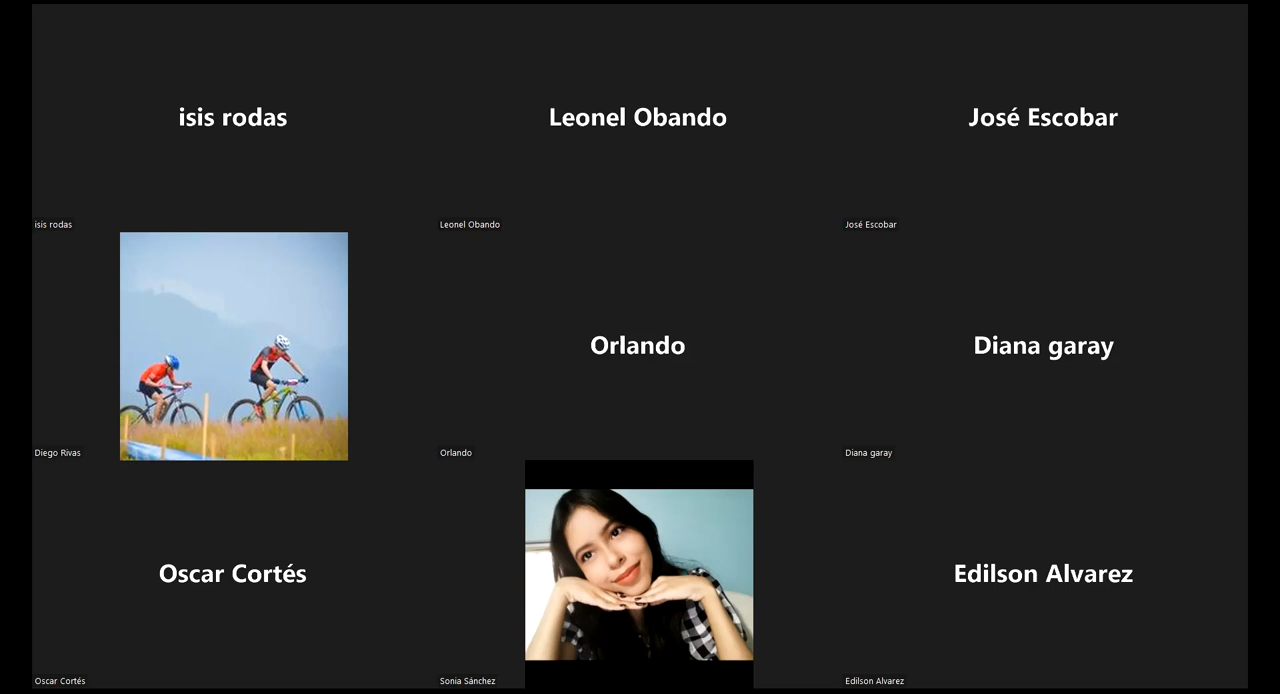 isis rodas
Leonel Obando
José Escobar
isis rodas
Leonel Obando
José Escobar
Orlando
Diana garay
Diego Rivas
Orlando
Diana garay
Oscar Cortés
Edilson Alvarez
Oscar Cortés
Sonia Sánchez
Edilson Alvarez